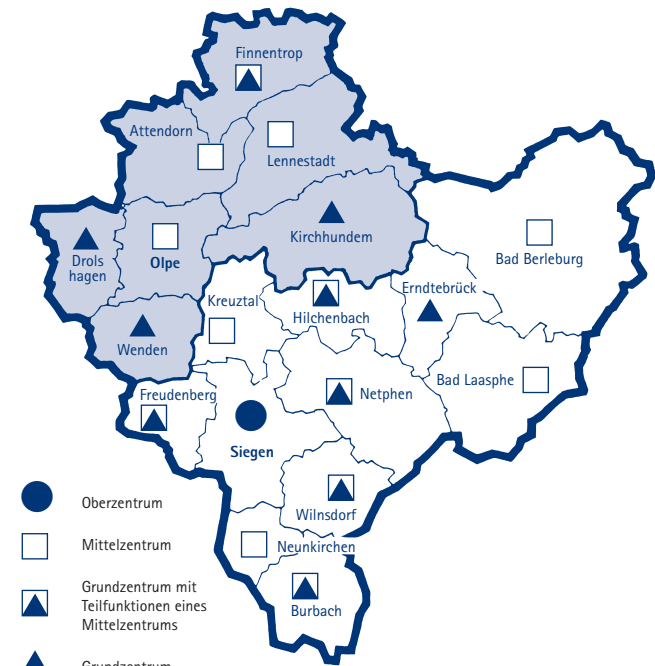 Finnentrop
Attendorn
Lennestadt
Kirchhundem
Drols
hagen
Olpe
Bad Berleburg
Kreuztal
Erndtebrück
Hilchenbach
Wenden
Bad Laasphe
Freudenberg
Netphen
Siegen
Wilnsdorf
Neunkirchen
Burbach
Oberzentrum
Mittelzentrum
Grundzentrum mit
Teilfunktionen eines
Mittelzentrums
Grundzentrum